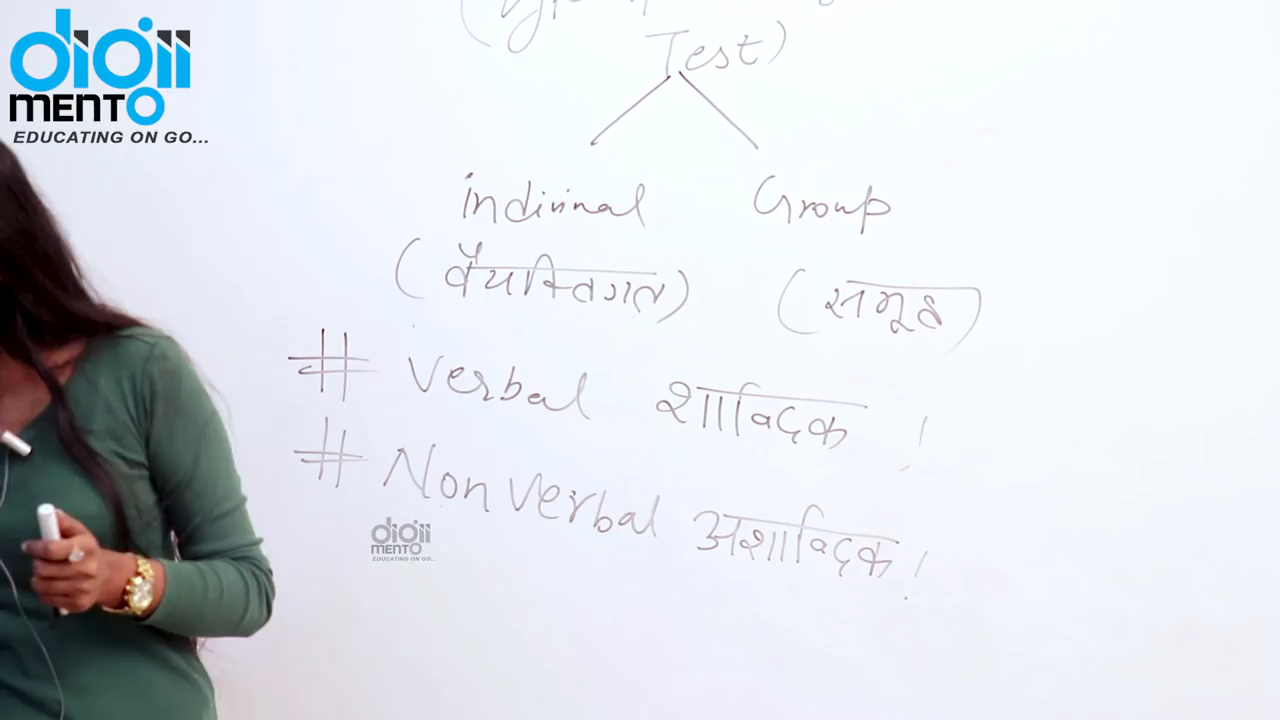 digii
MENTO
EDUCATING ON GO...
Test)
indivinal Group
(वैयक्तिगत) (समूह)
# Verbal शाब्दिक !
# Non Verbal अशाब्दिक !
digii
MENTO
EDUCATING ON GO...